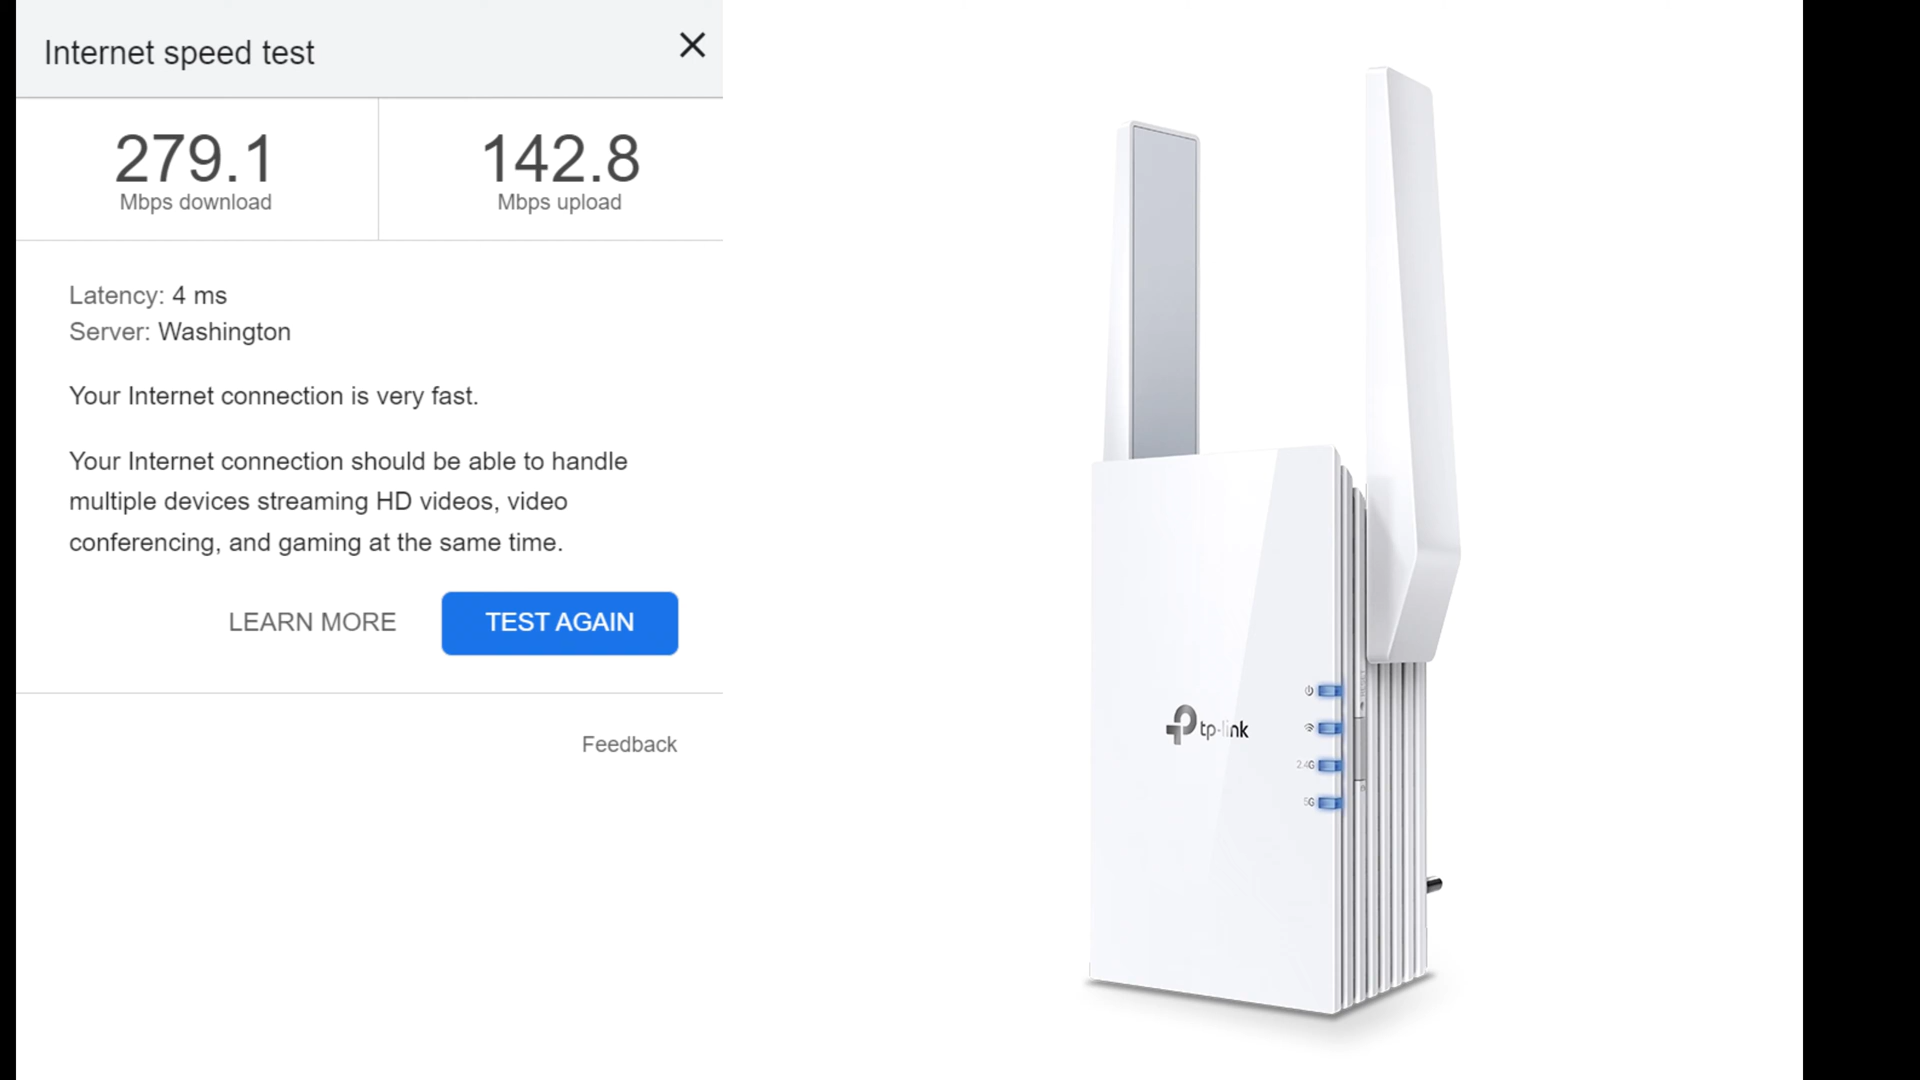 Internet speed test
279.1
Mbps download
142.8
Mbps upload
Latency: 4 ms
Server: Washington
Your Internet connection is very fast.
Your Internet connection should be able to handle
multiple devices streaming HD videos, video
conferencing, and gaming at the same time.
LEARN MORE
TEST AGAIN
Feedback
tp-link
2.4G
5G
RESET